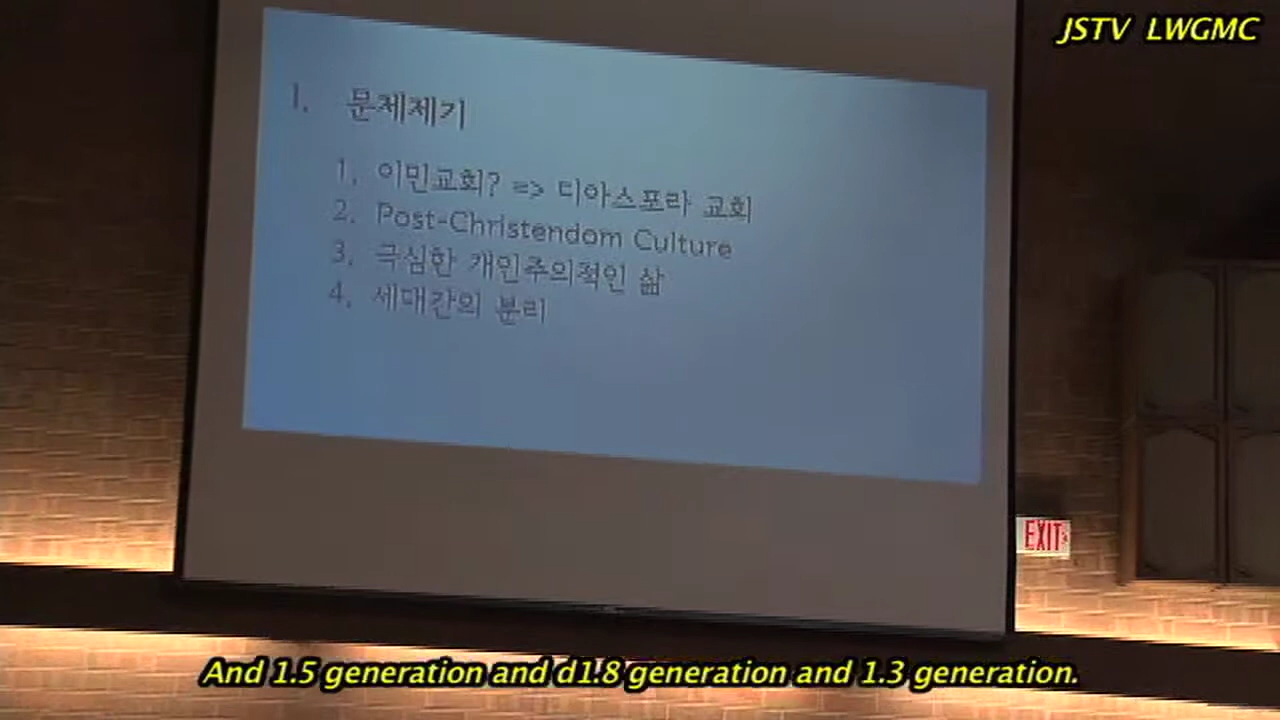 JSTV LWGMC
I. 문제제기
1. 이민교회? => 디아스포라 교회
2. Post-Christendom Culture
3. 극심한 개인주의적인 삶
4. 세대간의 분리
EXIT
And 1.5 generation and d1.8 generation and 1.3 generation.